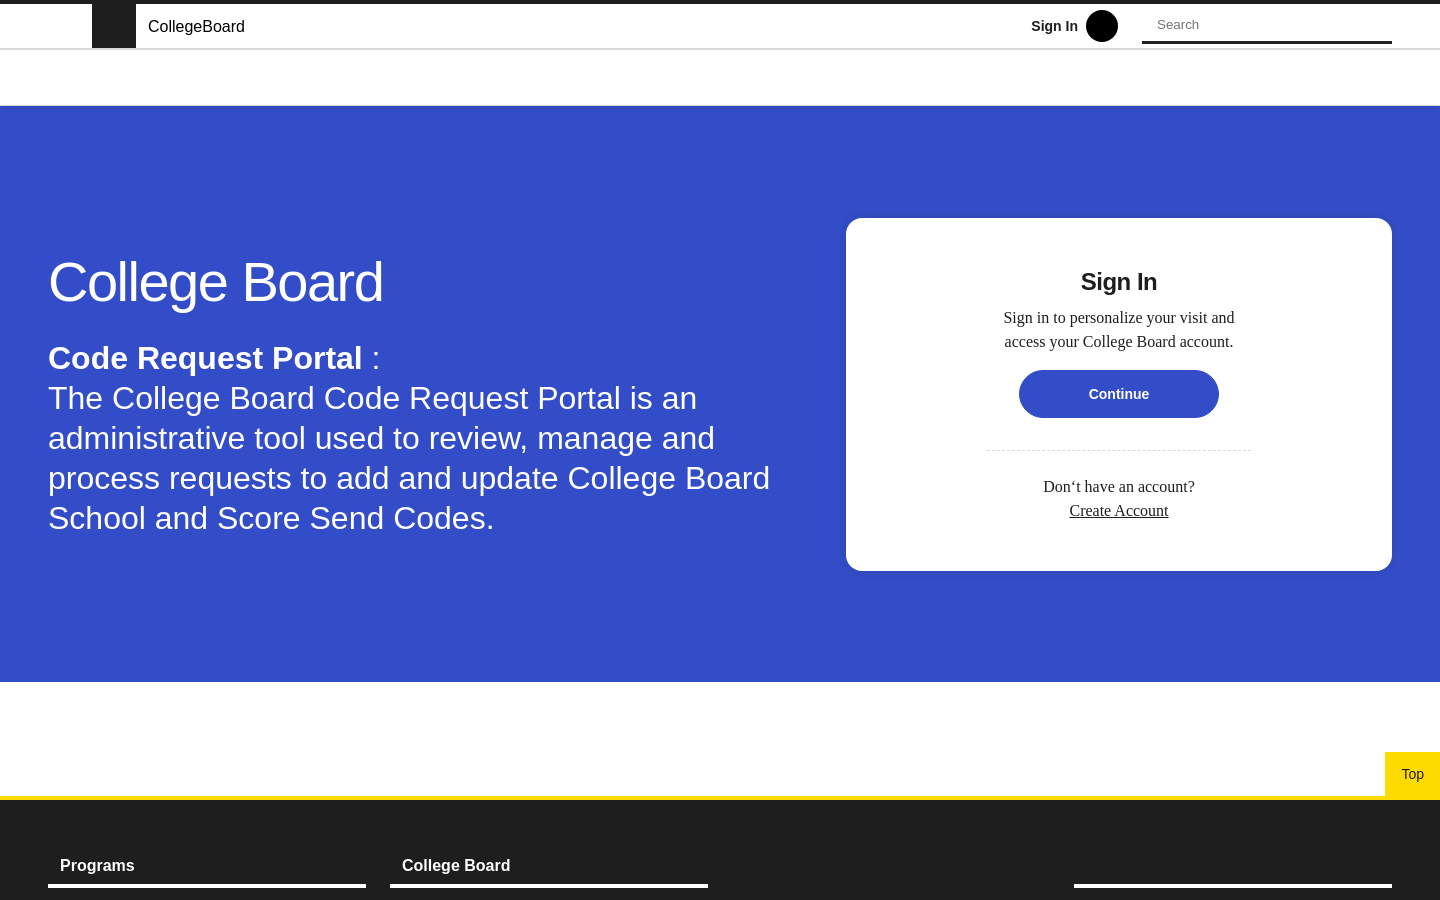 CollegeBoard
Sign In
Search
College Board
Code Request Portal :
The College Board Code Request Portal is an
administrative tool used to review, manage and
process requests to add and update College Board
School and Score Send Codes.
Sign In
Sign in to personalize your visit and
access your College Board account.
Continue
Don‘t have an account?
Create Account
Top
Programs
College Board